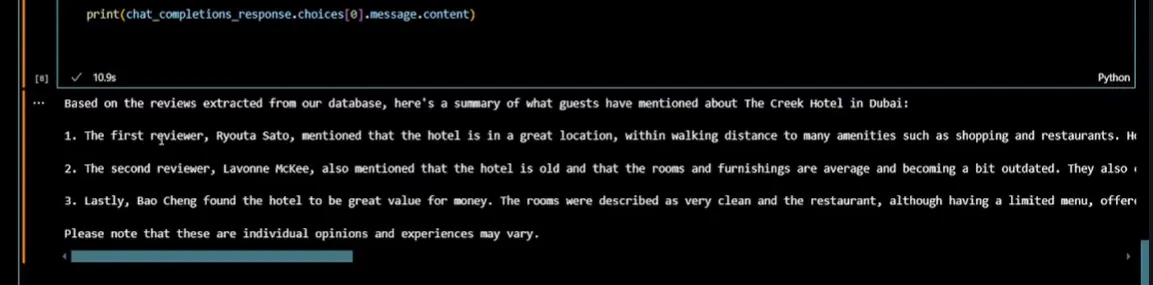 print(chat_completions_response.choices[0].message.content)
[8] ✓ 10.9s Python
... Based on the reviews extracted from our database, here's a summary of what guests have mentioned about The Creek Hotel in Dubai:
1. The first reviewer, Ryouta Sato, mentioned that the hotel is in a great location, within walking distance to many amenities such as shopping and restaurants.
2. The second reviewer, Lavonne McKee, also mentioned that the hotel is old and that the rooms and furnishings are average and becoming a bit outdated. They also
3. Lastly, Bao Cheng found the hotel to be great value for money. The rooms were described as very clean and the restaurant, although having a limited menu,
Please note that these are individual opinions and experiences may vary.